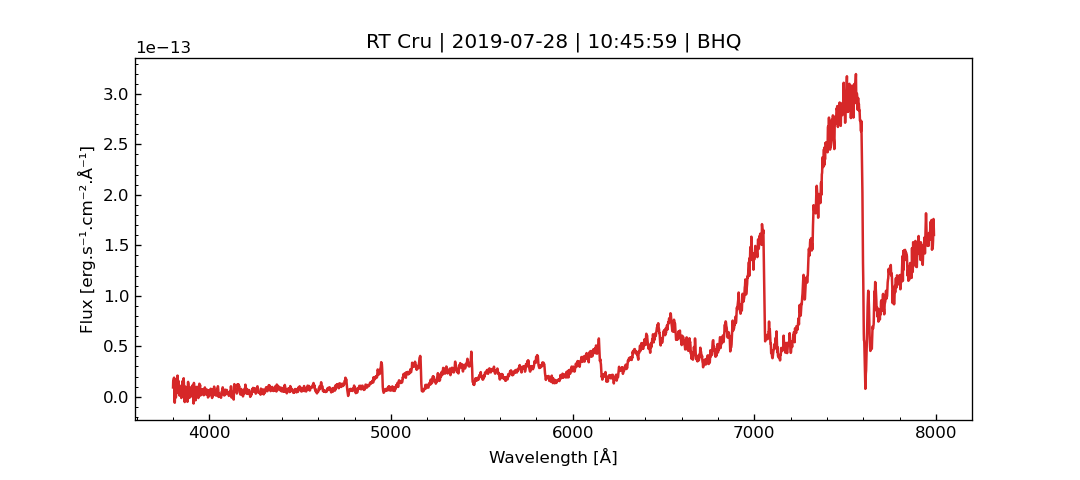 RT Cru | 2019-07-28 | 10:45:59 | BHQ
1e−13
3.0
2.5
2.0
1.5
1.0
0.5
0.0
Flux [erg.s⁻¹.cm⁻².Å⁻¹]
4000 5000 6000 7000 8000
Wavelength [Å]